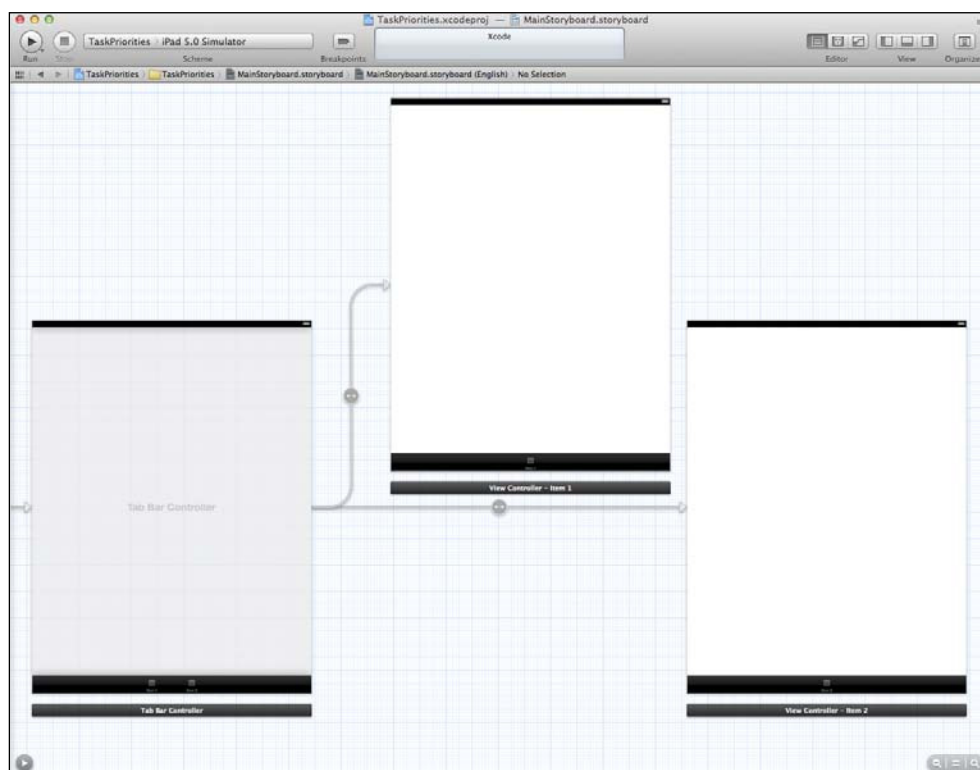 TaskPriorities.xcodeproj — MainStoryboard.storyboard
TaskPriorities › iPad 5.0 Simulator
Xcode
Run Stop Scheme Breakpoints Editor View Organize
TaskPriorities › TaskPriorities › MainStoryboard.storyboard › MainStoryboard.storyboard (English) › No Selection
View Controller - Item 1
Tab Bar Controller
Tab Bar Controller
View Controller - Item 2